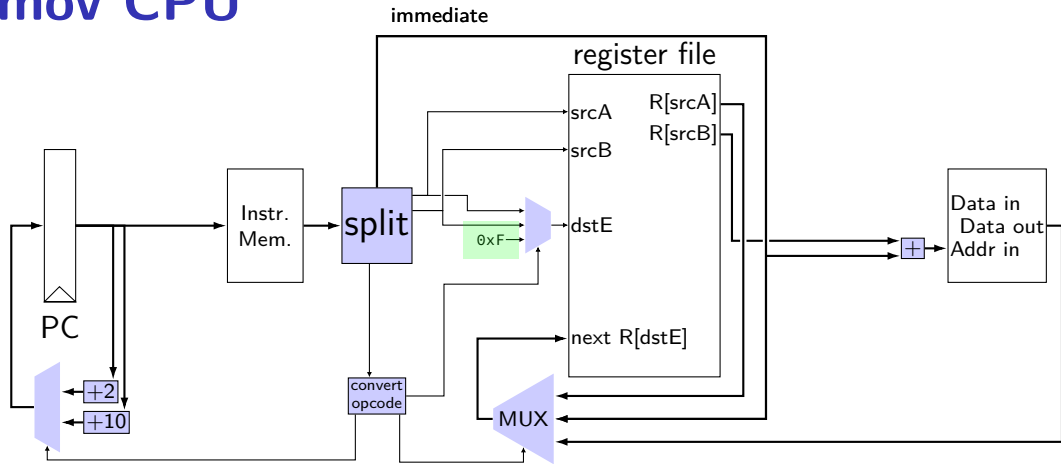 mov CPU
immediate
register file
srcA
R[srcA]
R[srcB]
srcB
Instr.
Mem.
split
0xF
dstE
Data in
Data out
Addr in
+
PC
next R[dstE]
convert
opcode
+2
+10
MUX